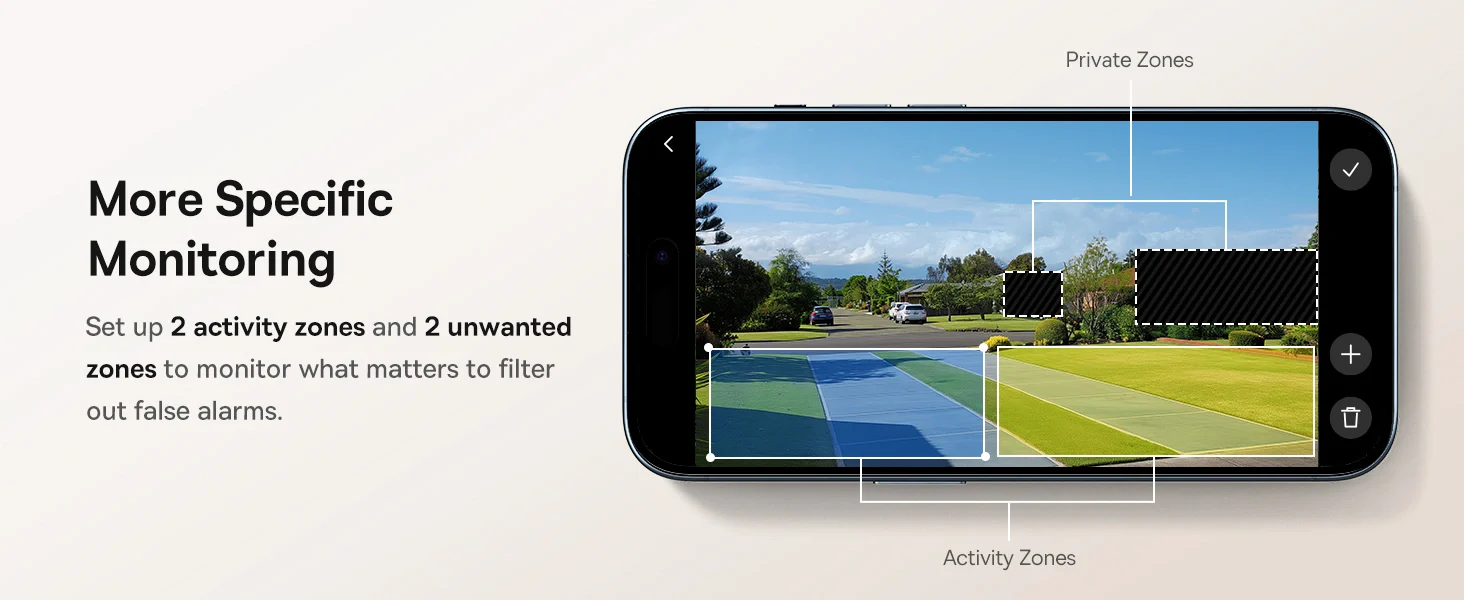 More Specific
Monitoring
Set up 2 activity zones and 2 unwanted
zones to monitor what matters to filter
out false alarms.
Private Zones
Activity Zones